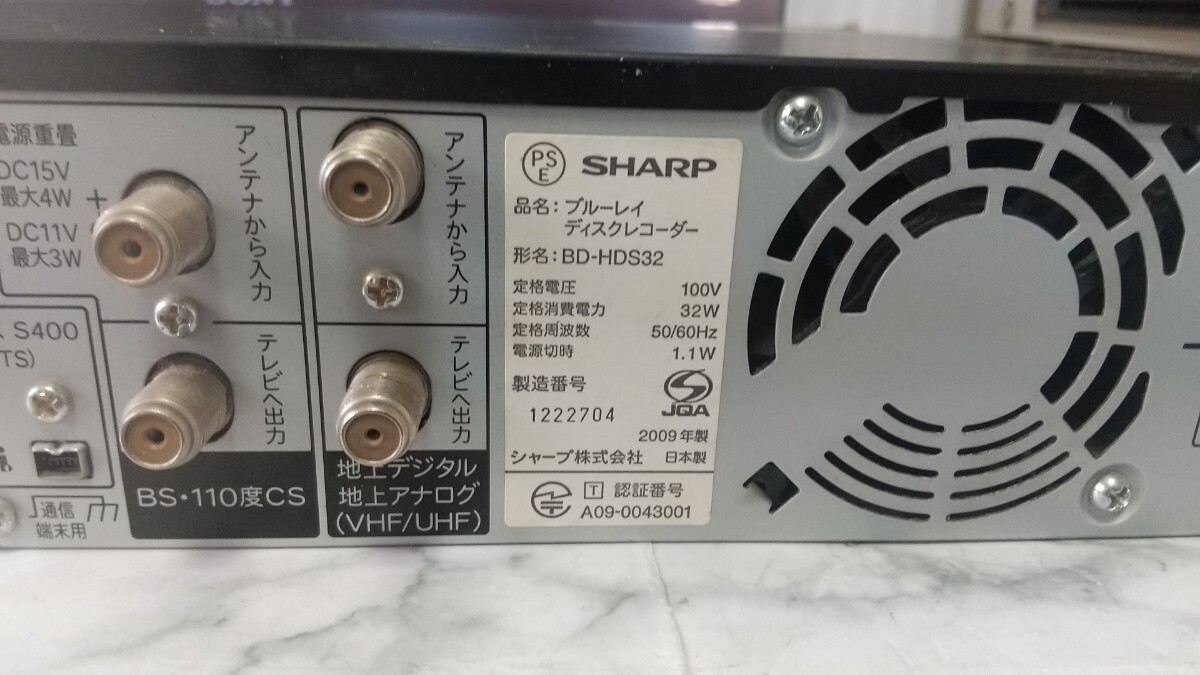 電源重畳
DC15V
最大4W
+
DC11V
最大3W
アンテナから入力
テレビへ出力
BS・110度CS
アンテナから入力
テレビへ出力
地上デジタル
地上アナログ
(VHF/UHF)
S400
TS)
通信
端末用
PS
E
SHARP
品名:ブルーレイ
ディスクレコーダー
形名:BD-HDS32
定格電圧 100V
定格消費電力 32W
定格周波数 50/60Hz
電源切時 1.1W
製造番号
1222704
JQA
2009年製
シャープ株式会社 日本製
T 認証番号
A09-0043001